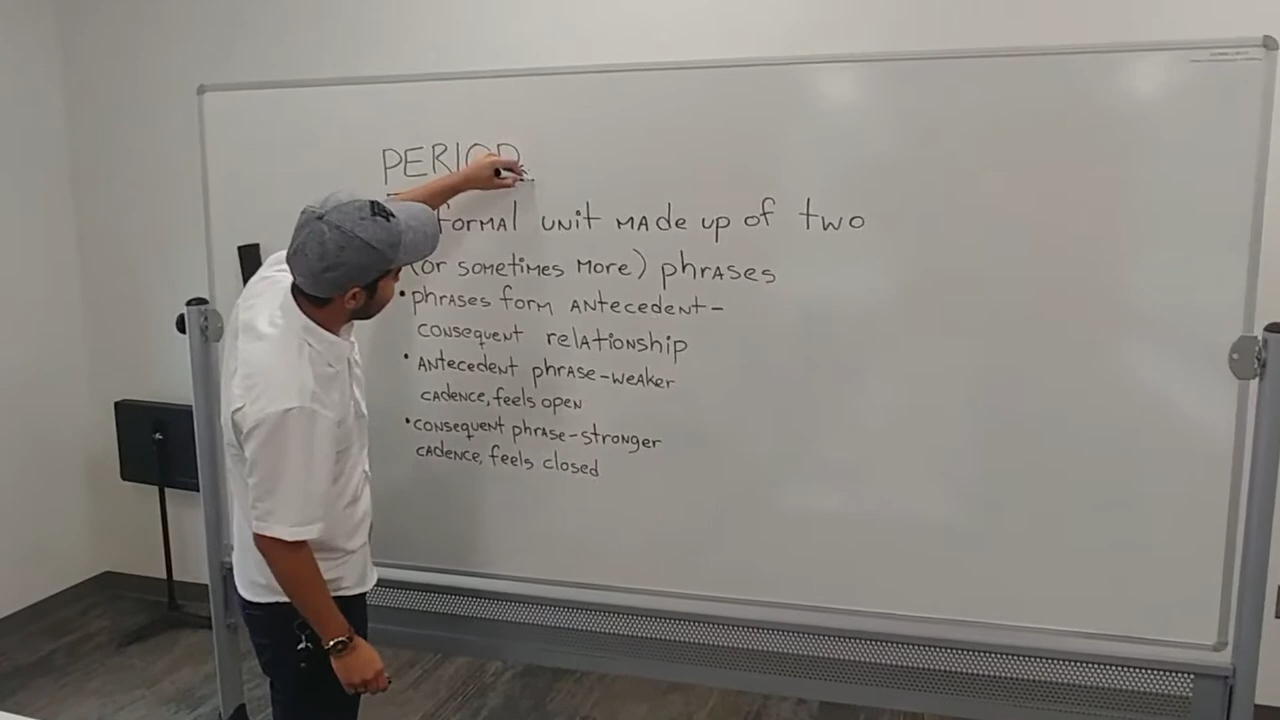 PERIOD
formal unit made up of two
(or sometimes more) phrases
• phrases form antecedent-
consequent relationship
• antecedent phrase-weaker
cadence, feels open
• consequent phrase-stronger
cadence, feels closed